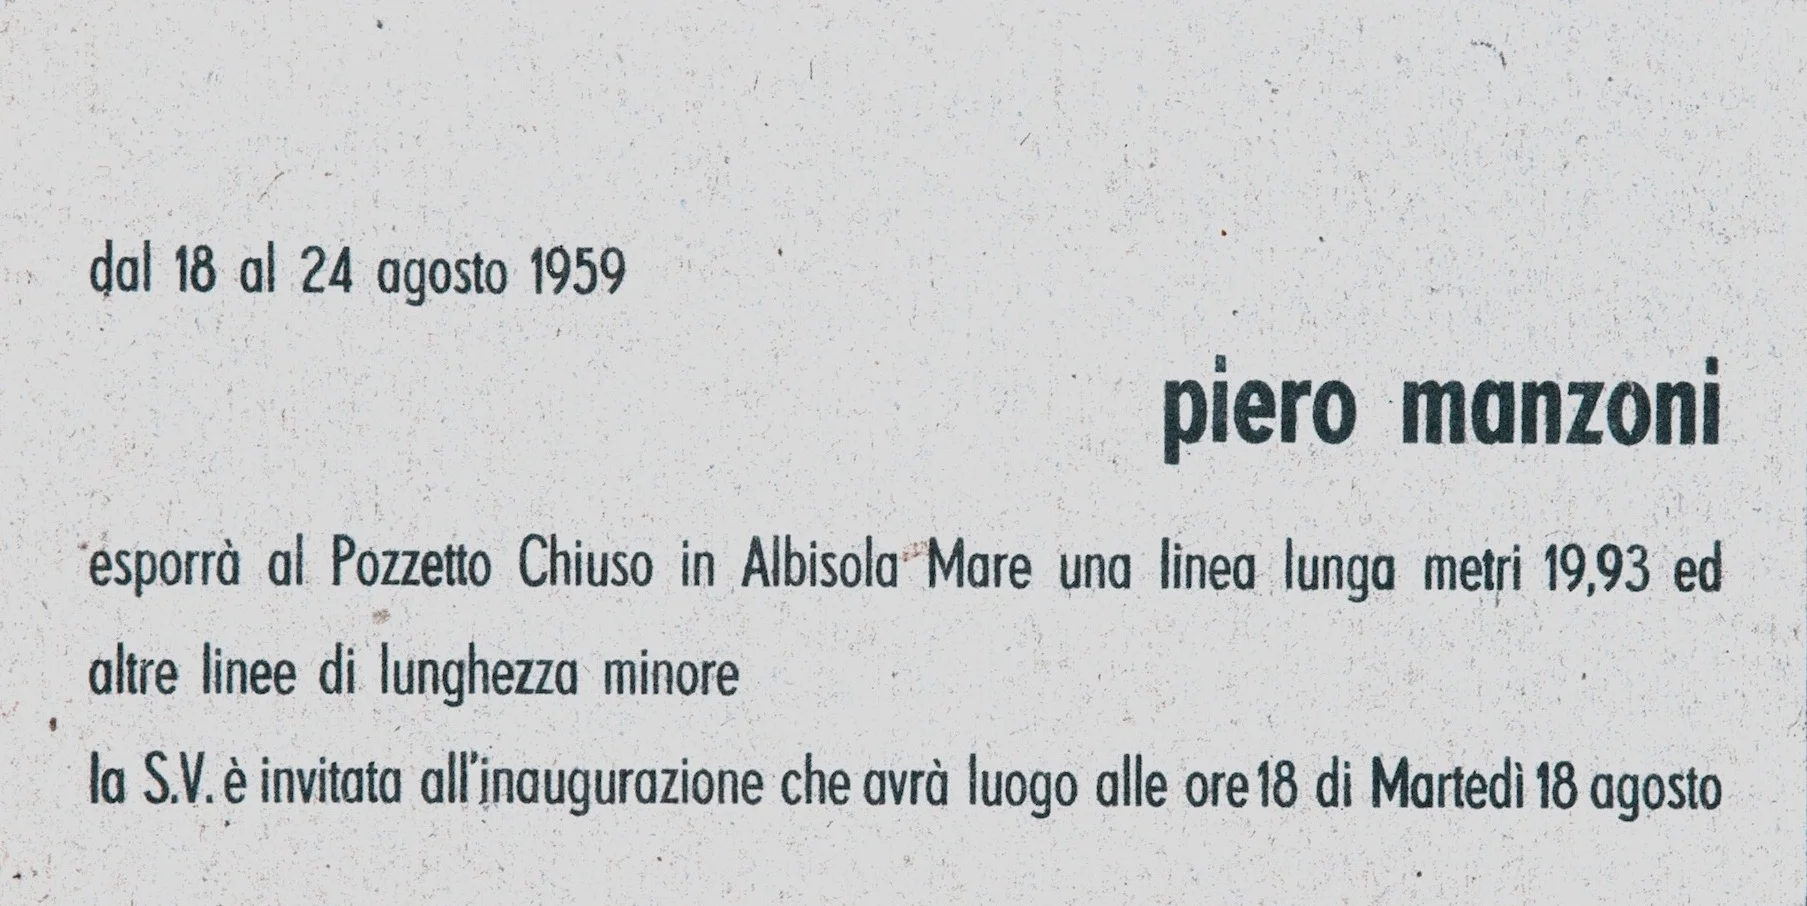 dal 18 al 24 agosto 1959
piero manzoni
esporrà al Pozzetto Chiuso in Albisola Mare una linea lunga metri 19,93 ed
altre linee di lunghezza minore
la S.V. è invitata all'inaugurazione che avrà luogo alle ore 18 di Martedì 18 agosto